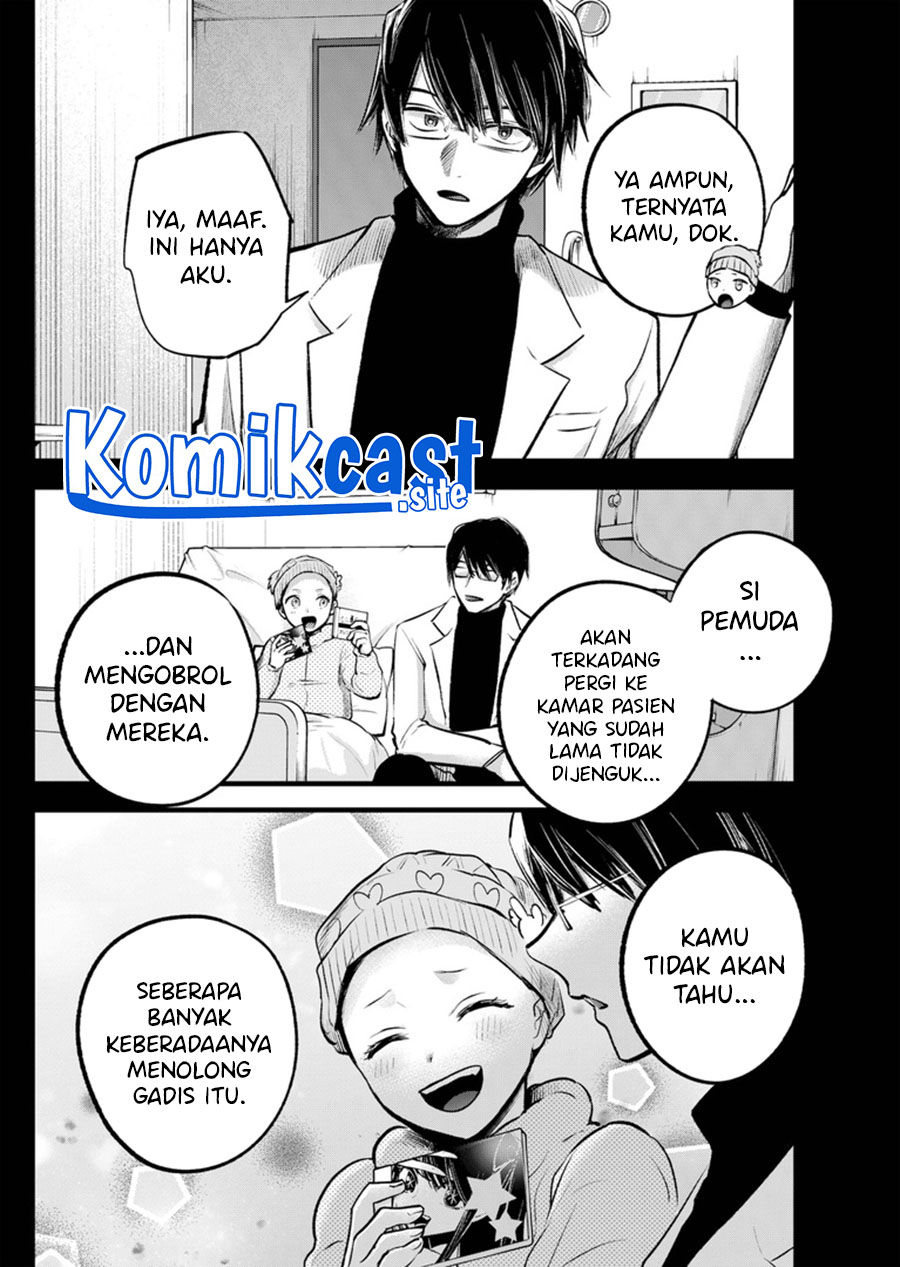 YA AMPUN,
TERNYATA
KAMU, DOK.
IYA, MAAF.
INI HANYA
AKU.
Komikcast
.site
SI
PEMUDA
...
AKAN
TERKADANG
PERGI KE
KAMAR PASIEN
YANG SUDAH
LAMA TIDAK
DIJENGUK...
...DAN
MENGOBROL
DENGAN
MEREKA.
KAMU
TIDAK AKAN
TAHU...
SEBERAPA
BANYAK
KEBERADAANYA
MENOLONG
GADIS ITU.